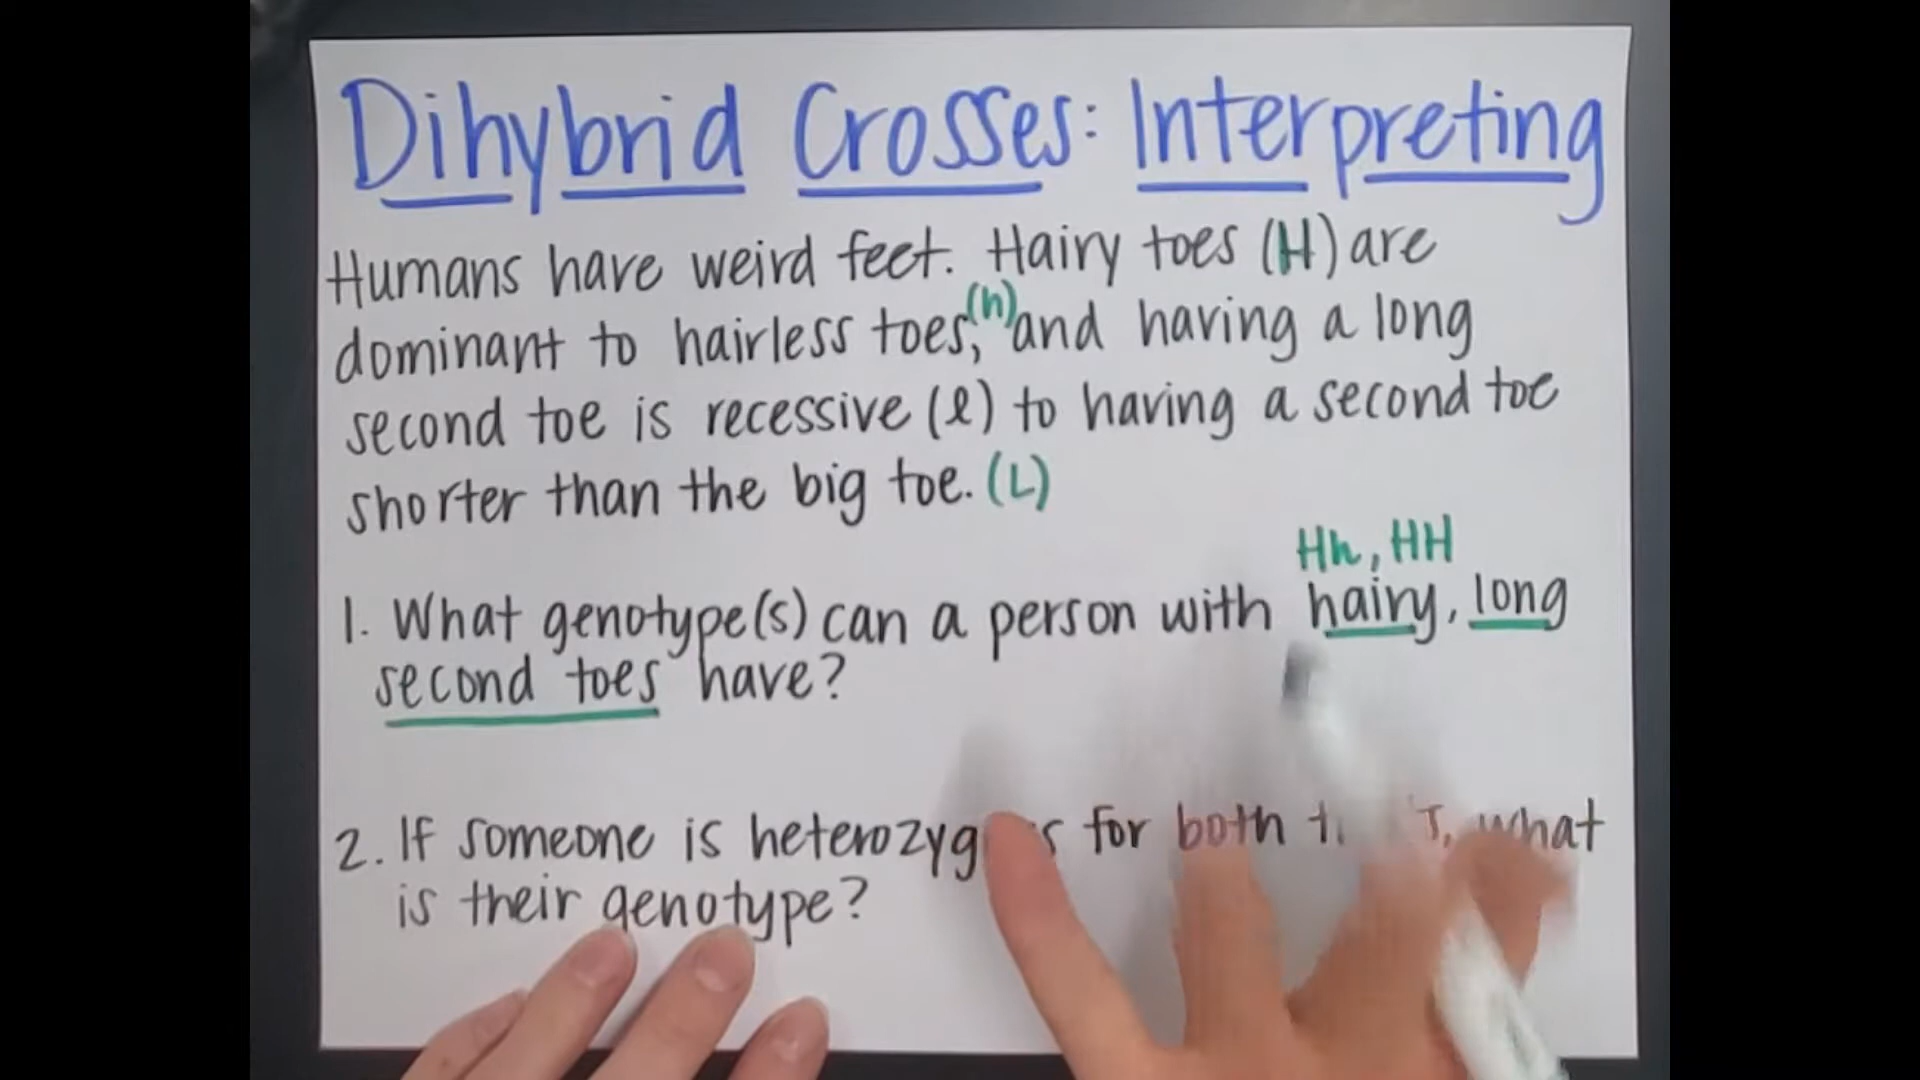 Dihybrid Crosses: Interpreting
Humans have weird feet. Hairy toes (H) are
dominant to hairless toes, (h) and having a long
second toe is recessive (l) to having a second toe
shorter than the big toe. (L)
Hh, HH
1. What genotype(s) can a person with hairy, long
second toes have?
2. If someone is for both what
is their genotype?